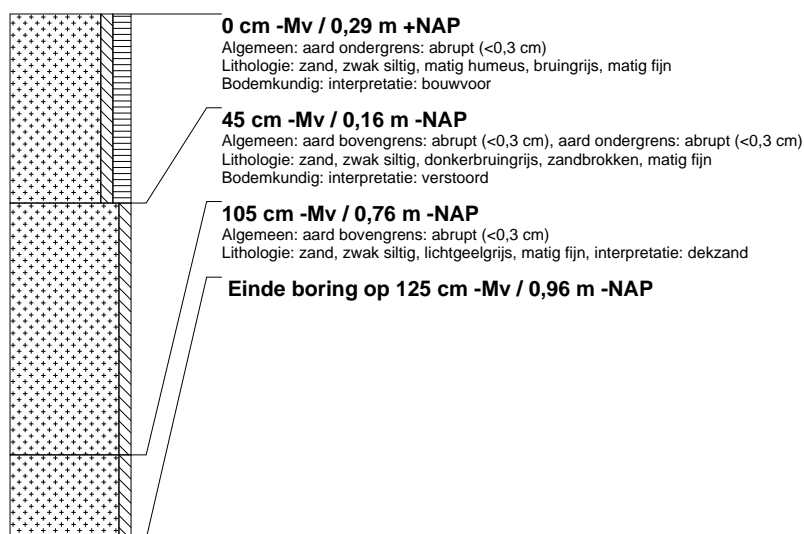 0 cm -Mv / 0,29 m +NAP
Algemeen: aard ondergrens: abrupt (<0,3 cm)
Lithologie: zand, zwak siltig, matig humeus, bruingrijs, matig fijn
Bodemkundig: interpretatie: bouwvoor
45 cm -Mv / 0,16 m -NAP
Algemeen: aard bovengrens: abrupt (<0,3 cm), aard ondergrens: abrupt (<0,3 cm)
Lithologie: zand, zwak siltig, donkerbruingrijs, zandbrokken, matig fijn
Bodemkundig: interpretatie: verstoord
105 cm -Mv / 0,76 m -NAP
Algemeen: aard bovengrens: abrupt (<0,3 cm)
Lithologie: zand, zwak siltig, lichtgeelgrijs, matig fijn, interpretatie: dekzand
Einde boring op 125 cm -Mv / 0,96 m -NAP